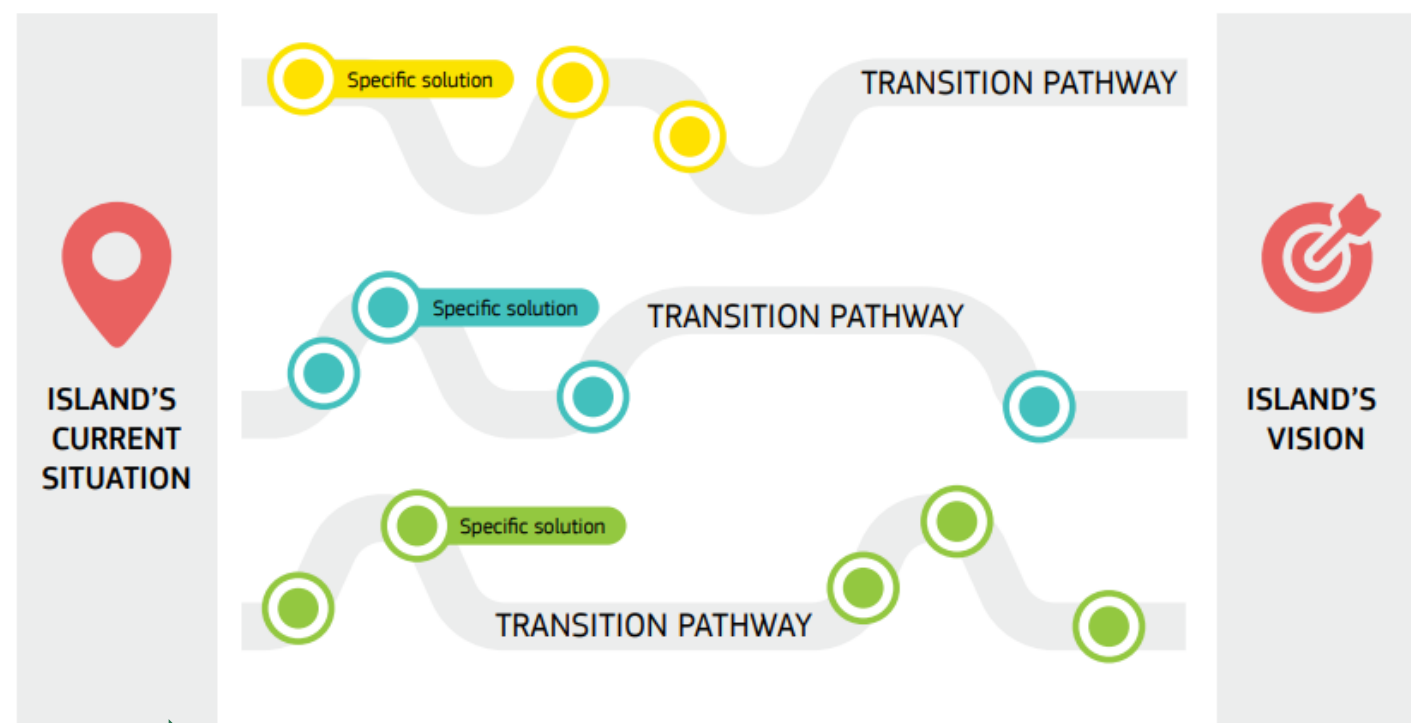 Specific solution
TRANSITION PATHWAY
ISLAND'S
CURRENT
SITUATION
Specific solution
TRANSITION PATHWAY
ISLAND'S
VISION
Specific solution
TRANSITION PATHWAY